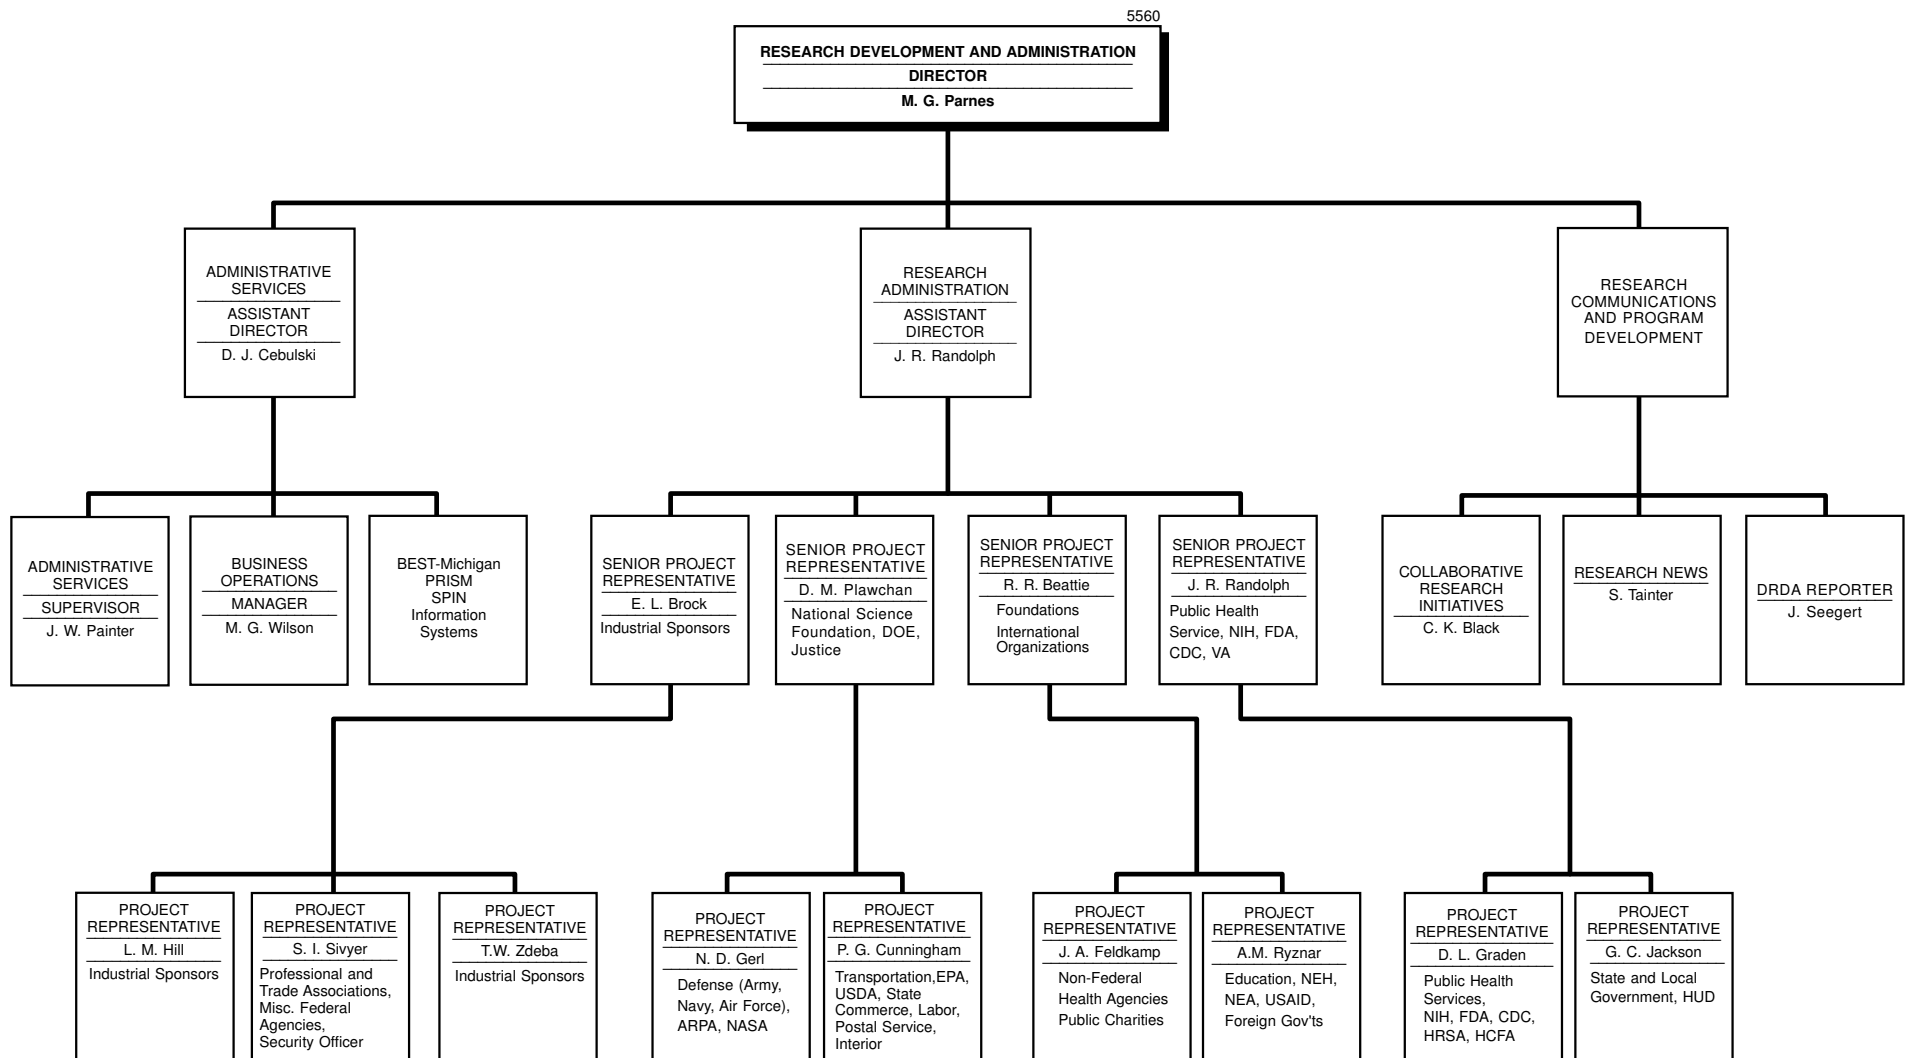 5560
RESEARCH DEVELOPMENT AND ADMINISTRATION
DIRECTOR
M. G. Parnes
ADMINISTRATIVE
SERVICES
ASSISTANT
DIRECTOR
D. J. Cebulski
RESEARCH
ADMINISTRATION
ASSISTANT
DIRECTOR
J. R. Randolph
RESEARCH
COMMUNICATIONS
AND PROGRAM
DEVELOPMENT
ADMINISTRATIVE
SERVICES
SUPERVISOR
J. W. Painter
BUSINESS
OPERATIONS
MANAGER
M. G. Wilson
BEST-Michigan
PRISM
SPIN
Information
Systems
SENIOR PROJECT
REPRESENTATIVE
E. L. Brock
Industrial Sponsors
SENIOR PROJECT
REPRESENTATIVE
D. M. Plawchan
National Science
Foundation, DOE,
Justice
SENIOR PROJECT
REPRESENTATIVE
R. R. Beattie
Foundations
International
Organizations
SENIOR PROJECT
REPRESENTATIVE
J. R. Randolph
Public Health
Service, NIH, FDA,
CDC, VA
COLLABORATIVE
RESEARCH
INITIATIVES
C. K. Black
RESEARCH NEWS
S. Tainter
DRDA REPORTER
J. Seegert
PROJECT
REPRESENTATIVE
L. M. Hill
Industrial Sponsors
PROJECT
REPRESENTATIVE
S. I. Sivyer
Professional and
Trade Associations,
Misc. Federal
Agencies,
Security Officer
PROJECT
REPRESENTATIVE
T.W. Zdeba
Industrial Sponsors
PROJECT
REPRESENTATIVE
N. D. Gerl
Defense (Army,
Navy, Air Force),
ARPA, NASA
PROJECT
REPRESENTATIVE
P. G. Cunningham
Transportation,EPA,
USDA, State
Commerce, Labor,
Postal Service,
Interior
PROJECT
REPRESENTATIVE
J. A. Feldkamp
Non-Federal
Health Agencies
Public Charities
PROJECT
REPRESENTATIVE
A.M. Ryznar
Education, NEH,
NEA, USAID,
Foreign Gov'ts
PROJECT
REPRESENTATIVE
D. L. Graden
Public Health
Services,
NIH, FDA, CDC,
HRSA, HCFA
PROJECT
REPRESENTATIVE
G. C. Jackson
State and Local
Government, HUD